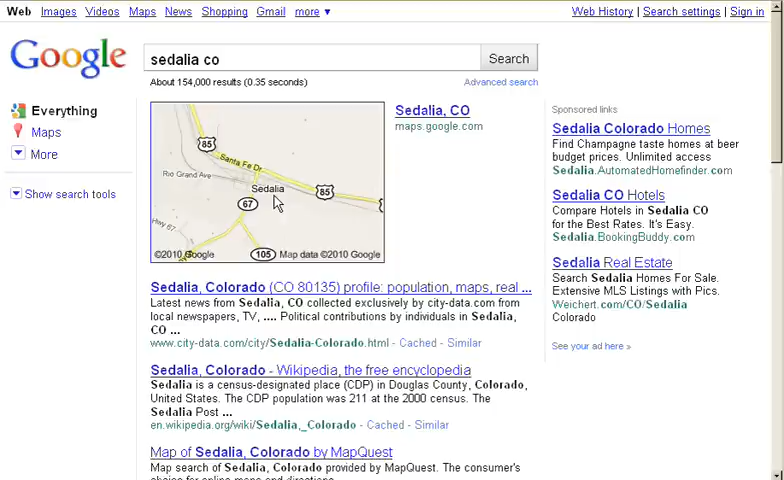 Web Images Videos Maps News Shopping Gmail more ▼
Web History | Search settings | Sign in
Google
sedalia co
Search
About 154,000 results (0.35 seconds)
Advanced search
Everything
Maps
More
Show search tools
85
Santa Fe Dr
Rio Grand Ave
Sedalia
85
67
Hwy 67
105
©2010 Google
Map data ©2010 Google
Sedalia, CO
maps.google.com
Sedalia, Colorado (CO 80135) profile: population, maps, real ...
Latest news from Sedalia, CO collected exclusively by city-data.com from
local newspapers, TV, .... Political contributions by individuals in Sedalia,
CO ...
www.city-data.com/city/Sedalia-Colorado.html - Cached - Similar
Sedalia, Colorado - Wikipedia, the free encyclopedia
Sedalia is a census-designated place (CDP) in Douglas County, Colorado,
United States. The CDP population was 211 at the 2000 census. The
Sedalia Post ...
en.wikipedia.org/wiki/Sedalia,_Colorado - Cached - Similar
Map of Sedalia, Colorado by MapQuest
Map search of Sedalia, Colorado provided by MapQuest. The consumer's
choice for online maps and directions.
Sponsored links
Sedalia Colorado Homes
Find Champagne taste homes at beer
budget prices. Unlimited access
Sedalia.AutomatedHomefinder.com
Sedalia CO Hotels
Compare Hotels in Sedalia CO
for the Best Rates. It's Easy.
Sedalia.BookingBuddy.com
Sedalia Real Estate
Search Sedalia Homes For Sale.
Extensive MLS Listings with Pics.
Weichert.com/CO/Sedalia
Colorado
See your ad here »